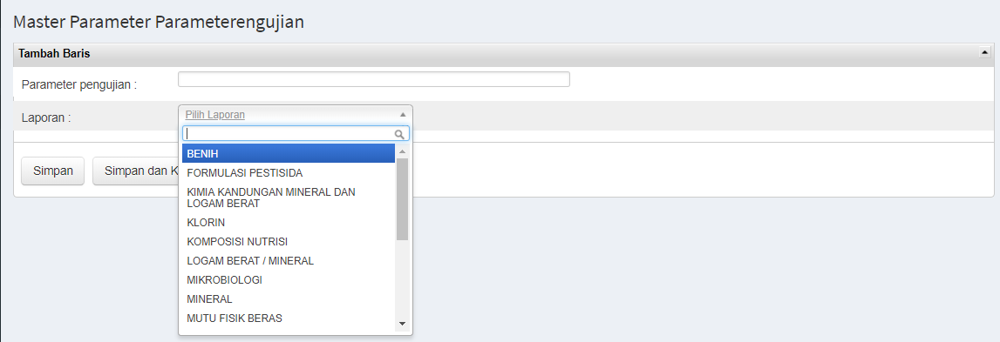 Master Parameter Parameterengujian
Tambah Baris
Parameter pengujian :
Laporan :
Pilih Laporan
BENIH
FORMULASI PESTISIDA
KIMIA KANDUNGAN MINERAL DAN
LOGAM BERAT
KLORIN
KOMPOSISI NUTRISI
LOGAM BERAT / MINERAL
MIKROBIOLOGI
MINERAL
MUTU FISIK BERAS
Simpan
Simpan dan K